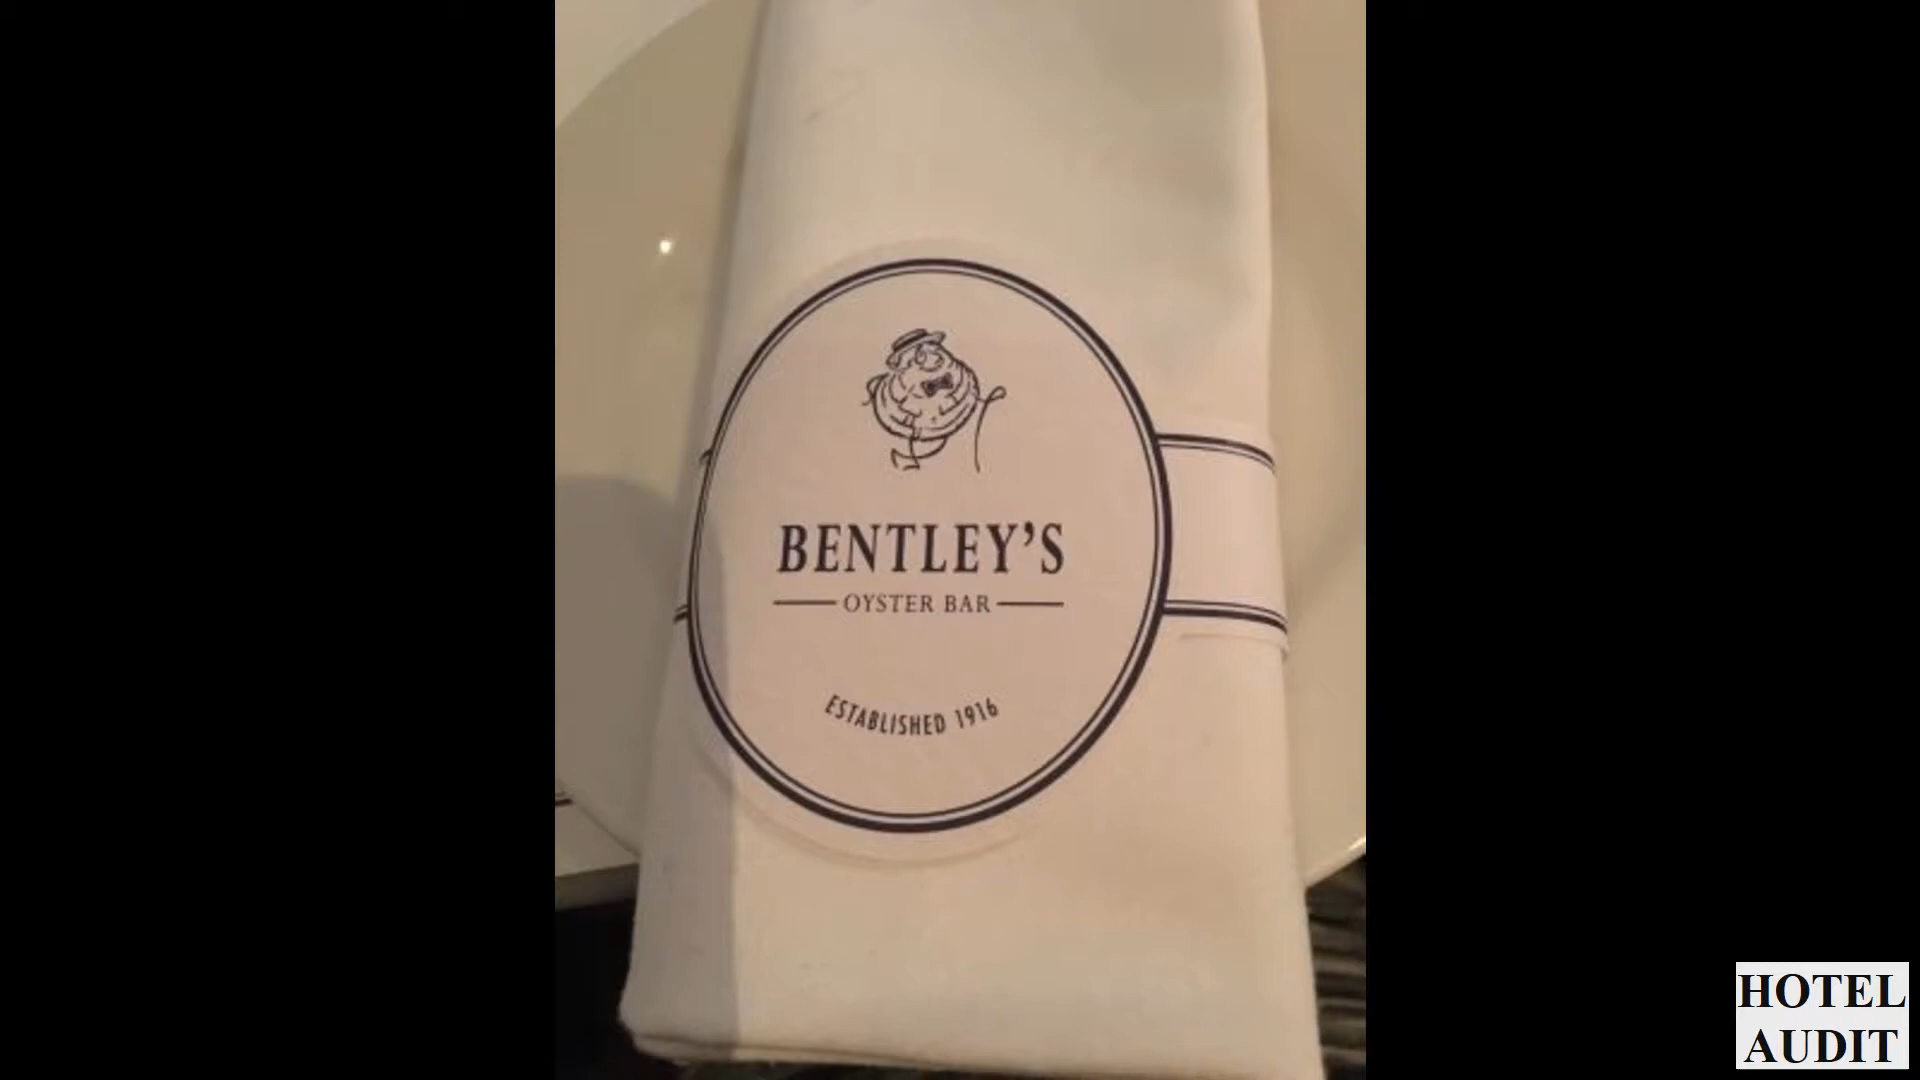 BENTLEY'S
OYSTER BAR
ESTABLISHED 1916
HOTEL
AUDIT